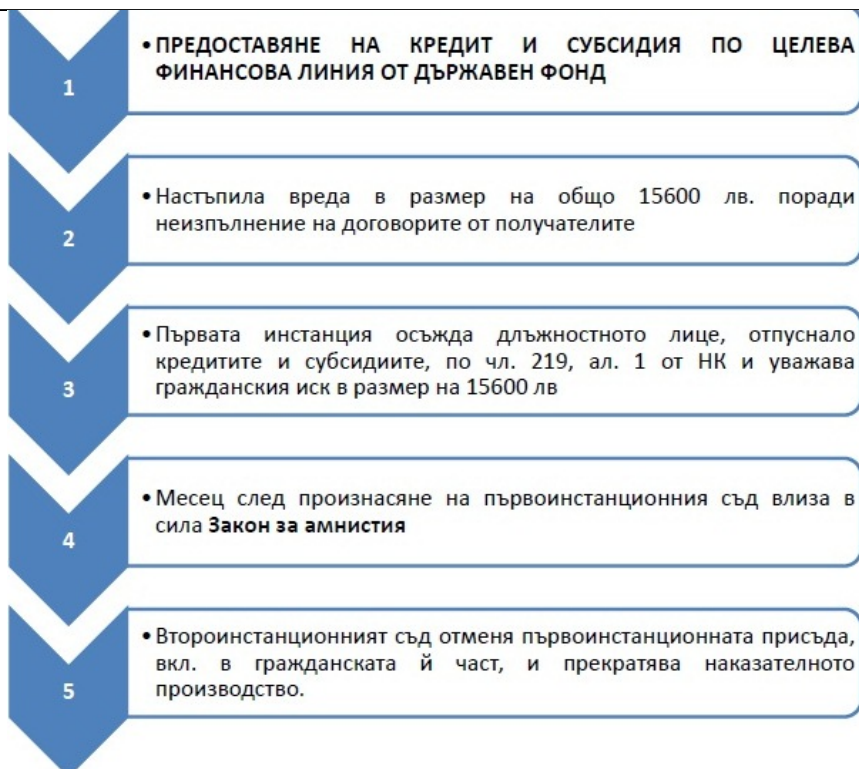 1
• ПРЕДОСТАВЯНЕ НА КРЕДИТ И СУБСИДИЯ ПО ЦЕЛЕВА
ФИНАНСОВА ЛИНИЯ ОТ ДЪРЖАВЕН ФОНД
2
• Настъпила вреда в размер на общо 15600 лв. поради
неизпълнение на договорите от получателите
3
• Първата инстанция осъжда длъжностното лице, отпуснало
кредитите и субсидиите, по чл. 219, ал. 1 от НК и уважава
гражданския иск в размер на 15600 лв
4
• Месец след произнасяне на първоинстанционния съд влиза в
сила Закон за амнистия
5
• Второинстанционният съд отменя първоинстанционната присъда,
вкл. в гражданската й част, и прекратява наказателното
производство.